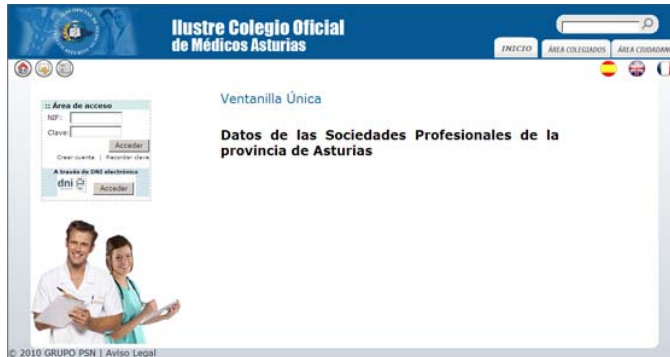 Ilustre Colegio Oficial
de Médicos Asturias
INICIO
ÁREA COLEGIADOS
ÁREA CIUDADANO
:: Área de acceso
NIF:
Clave:
Acceder
Crear cuenta | Recordar clave
A través de DNI electrónico
dni e
Acceder
Ventanilla Única
Datos de las Sociedades Profesionales de la
provincia de Asturias
© 2010 GRUPO PSN | Aviso Legal